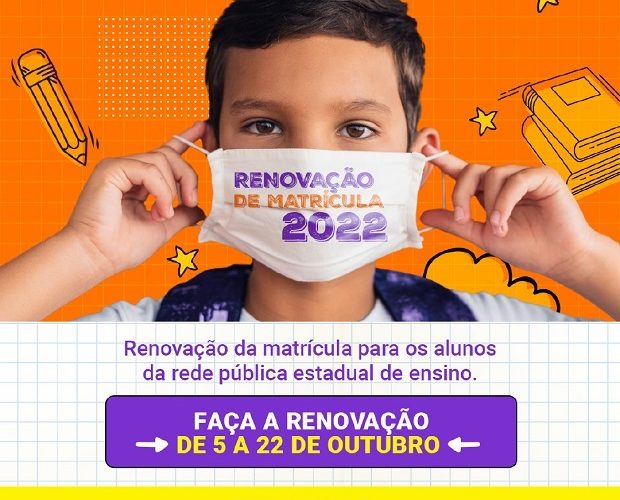 RENOVAÇÃO
DE MATRÍCULA
2022
Renovação da matrícula para os alunos
da rede pública estadual de ensino.
FAÇA A RENOVAÇÃO
DE 5 A 22 DE OUTUBRO